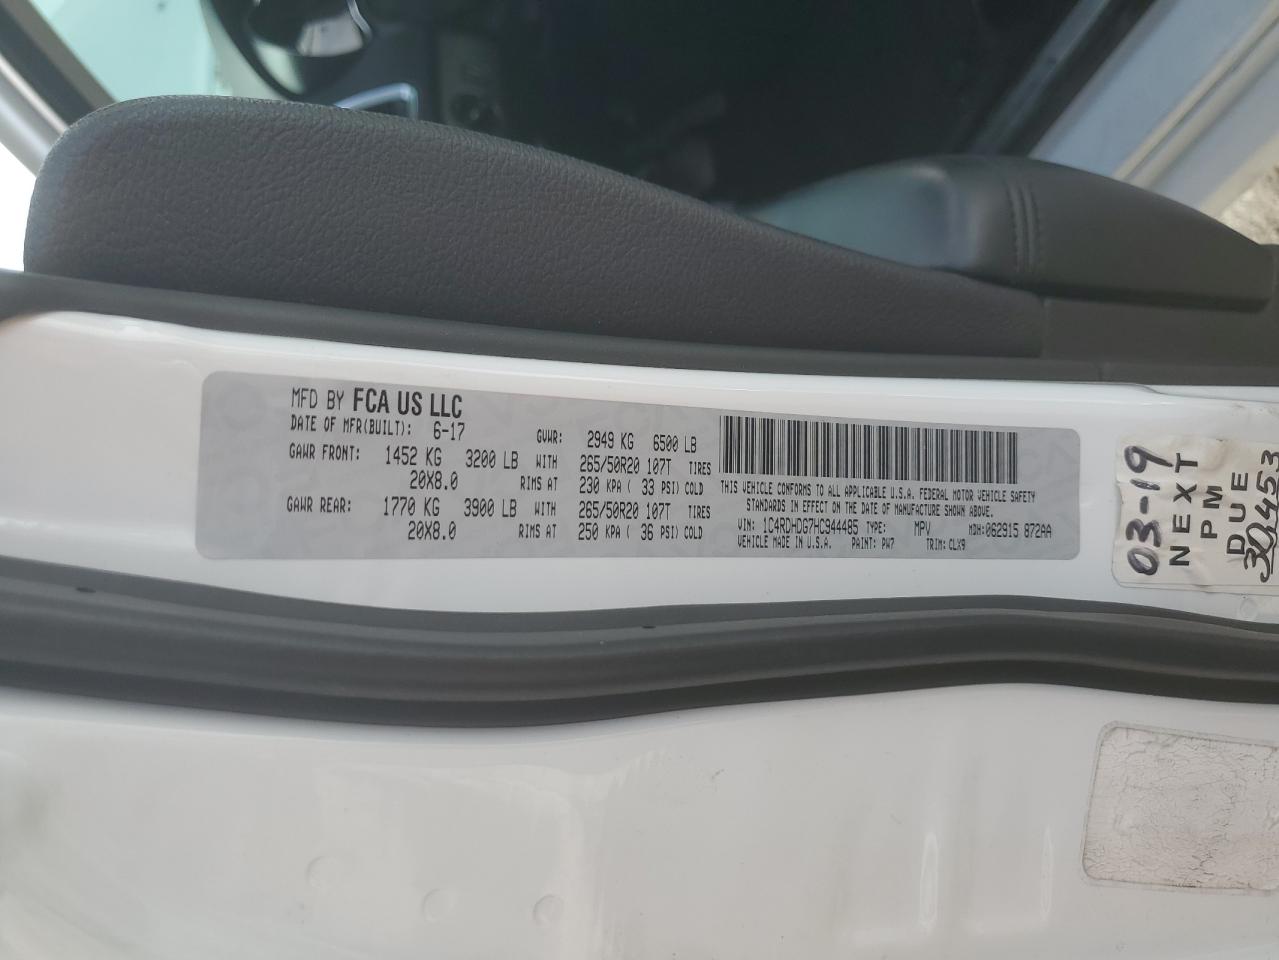 MFD BY FCA US LLC
DATE OF MFR(BUILT): 6-17 GVWR: 2949 KG 6500 LB
GAWR FRONT: 1452 KG 3200 LB WITH 265/50R20 107T TIRES
20X8.0 RIMS AT 230 KPA ( 33 PSI) COLD
GAWR REAR: 1770 KG 3900 LB WITH 265/50R20 107T TIRES
20X8.0 RIMS AT 250 KPA ( 36 PSI) COLD
THIS VEHICLE CONFORMS TO ALL APPLICABLE U.S.A. FEDERAL MOTOR VEHICLE SAFETY
STANDARDS IN EFFECT ON THE DATE OF MANUFACTURE SHOWN ABOVE.
VIN: 1C4RDHDG7HC944485 TYPE: MPV MDH: 062915 872AA
VEHICLE MADE IN U.S.A. PAINT: PW7 TRIM: CLX9
03-19
NEXT
PM
DUE
302453